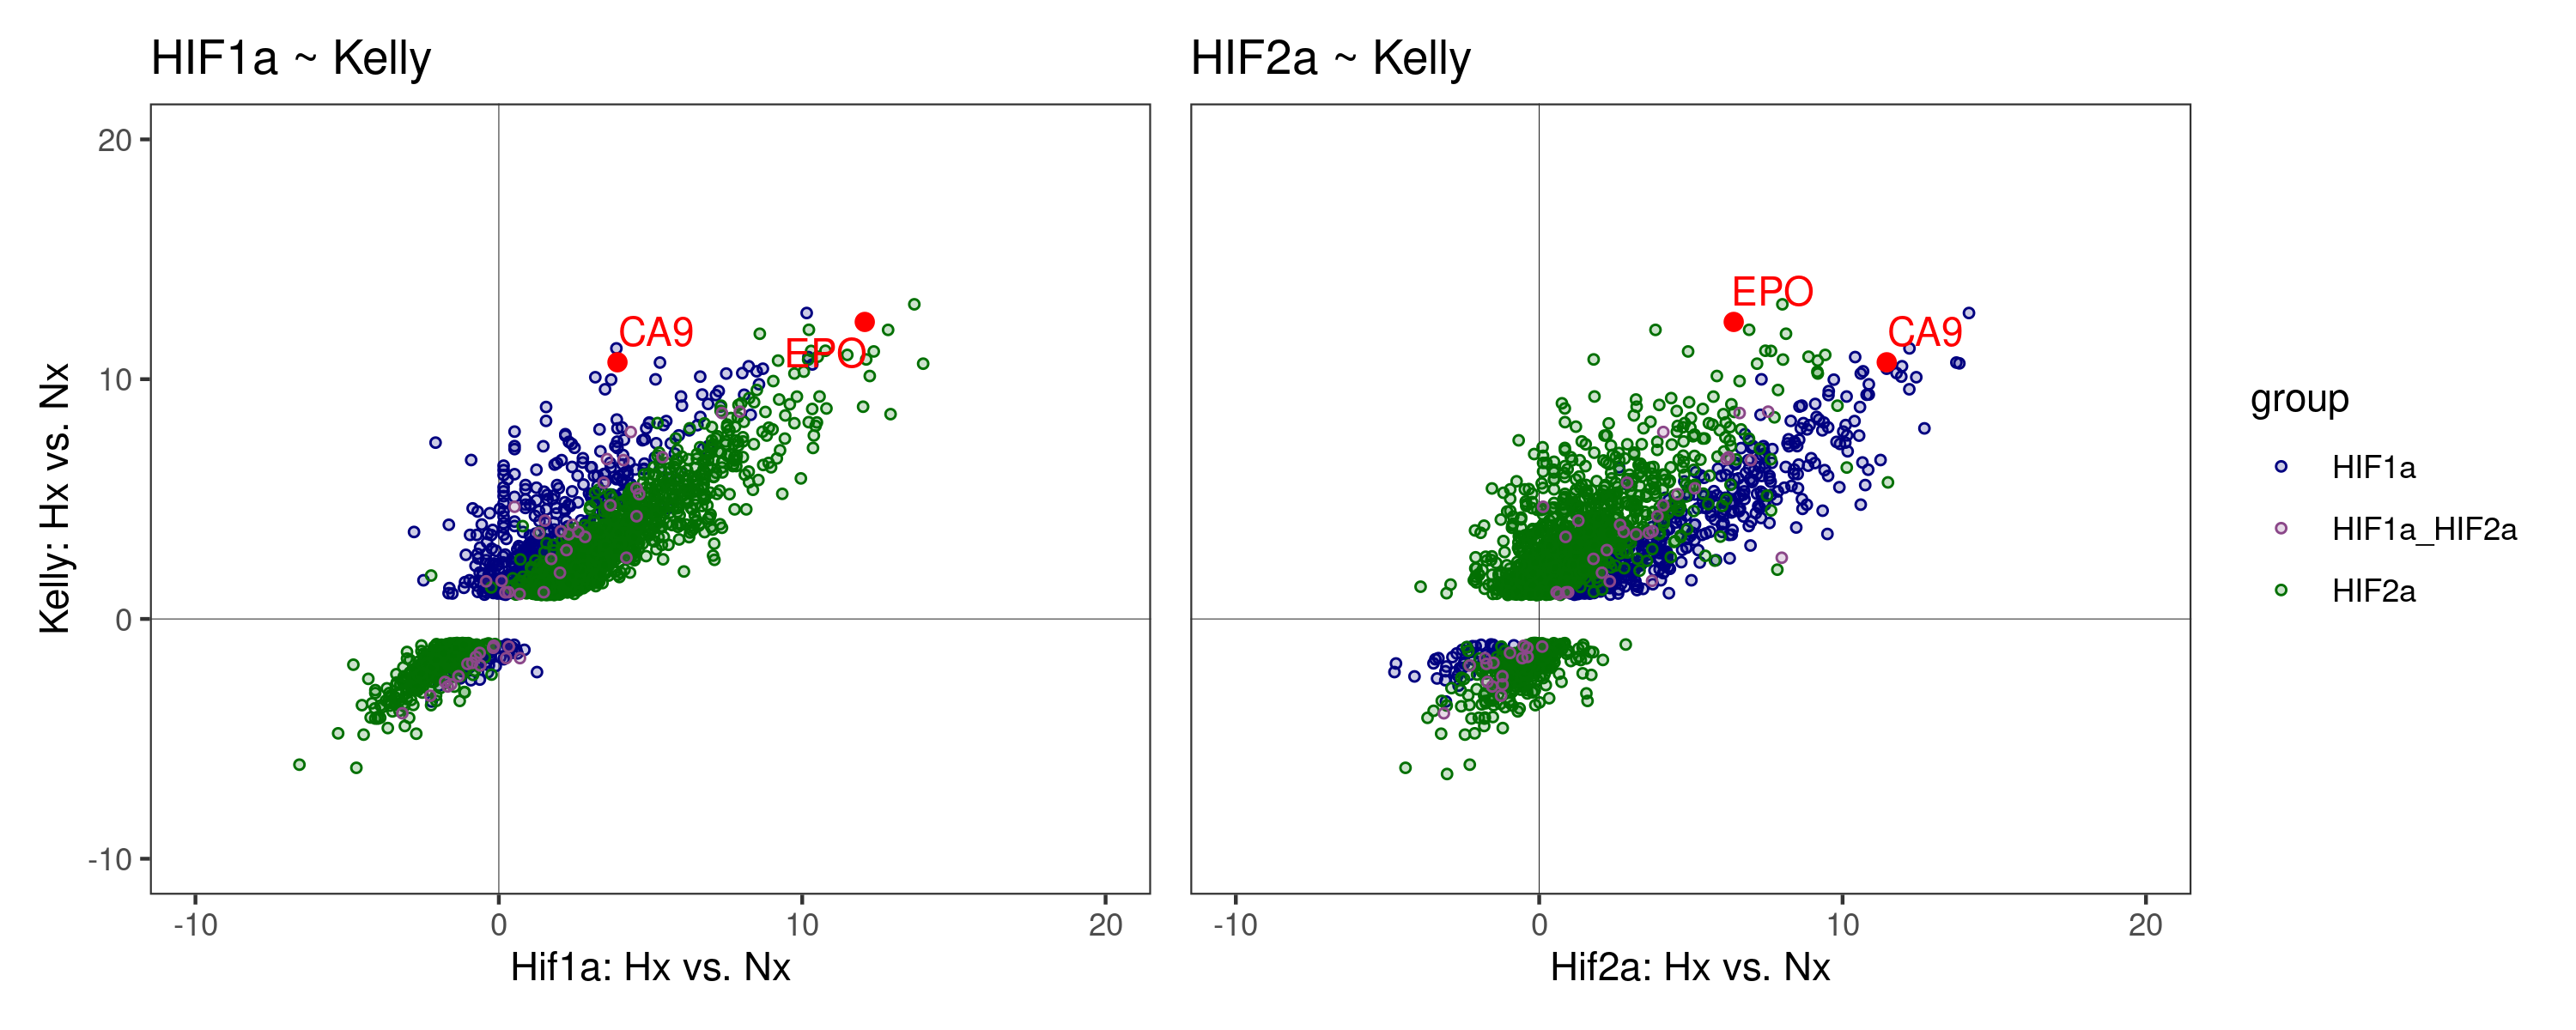 HIF1a ~ Kelly
HIF2a ~ Kelly
Kelly: Hx vs. Nx
20
10
0
-10
CA9
EPO
EPO
CA9
-10
0
10
20
-10
0
10
20
Hif1a: Hx vs. Nx
Hif2a: Hx vs. Nx
group
HIF1a
HIF1a_HIF2a
HIF2a